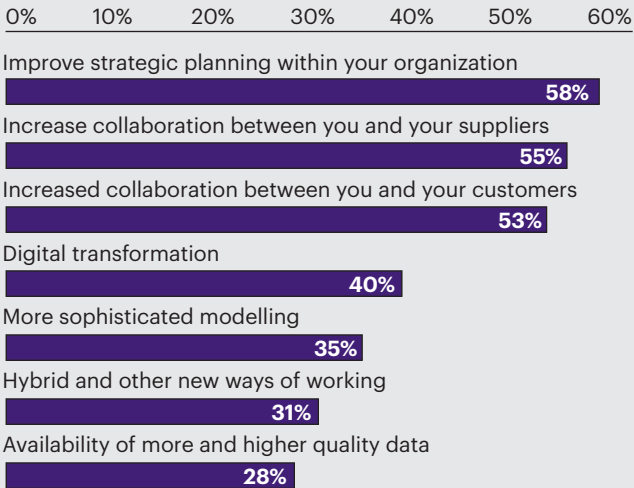 0% 10% 20% 30% 40% 50% 60%
Improve strategic planning within your organization
58%
Increase collaboration between you and your suppliers
55%
Increased collaboration between you and your customers
53%
Digital transformation
40%
More sophisticated modelling
35%
Hybrid and other new ways of working
31%
Availability of more and higher quality data
28%